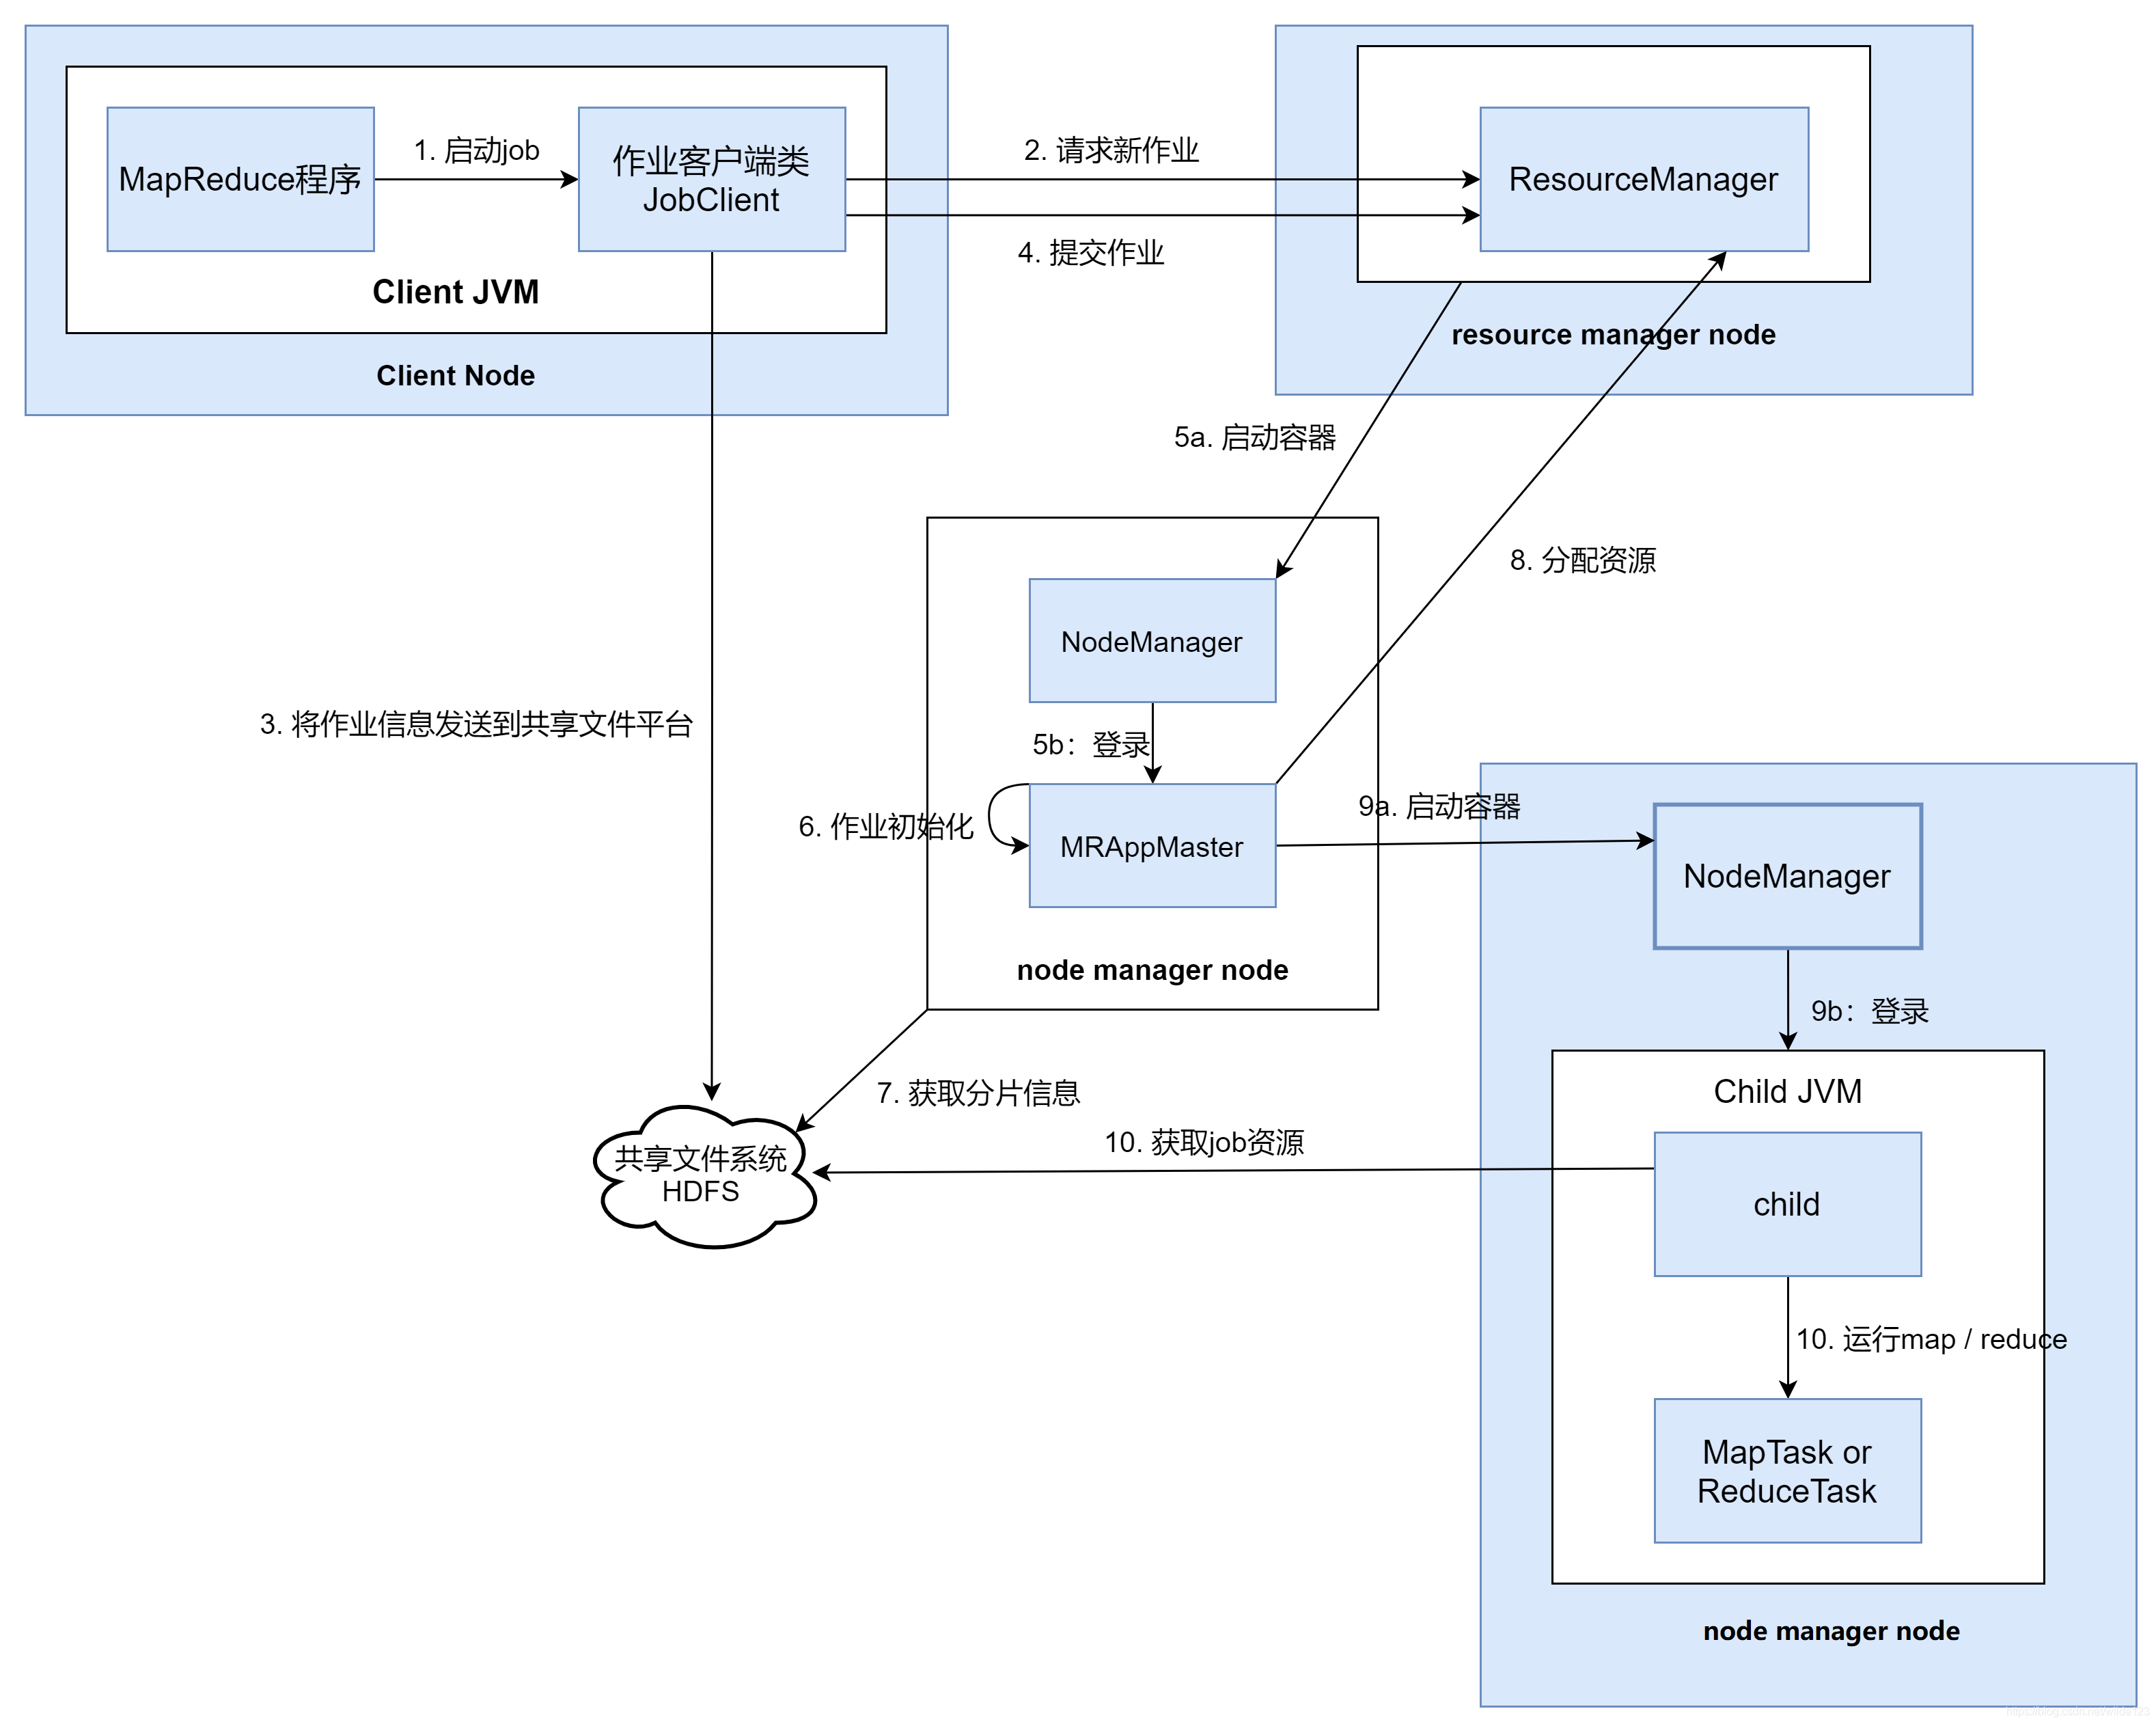 MapReduce程序
1. 启动job
作业客户端类
JobClient
Client JVM
Client Node
2. 请求新作业
4. 提交作业
ResourceManager
resource manager node
5a. 启动容器
8. 分配资源
NodeManager
5b：登录
3. 将作业信息发送到共享文件平台
6. 作业初始化
MRAppMaster
9a. 启动容器
node manager node
NodeManager
9b：登录
7. 获取分片信息
共享文件系统
HDFS
10. 获取job资源
Child JVM
child
10. 运行map / reduce
MapTask or
ReduceTask
node manager node